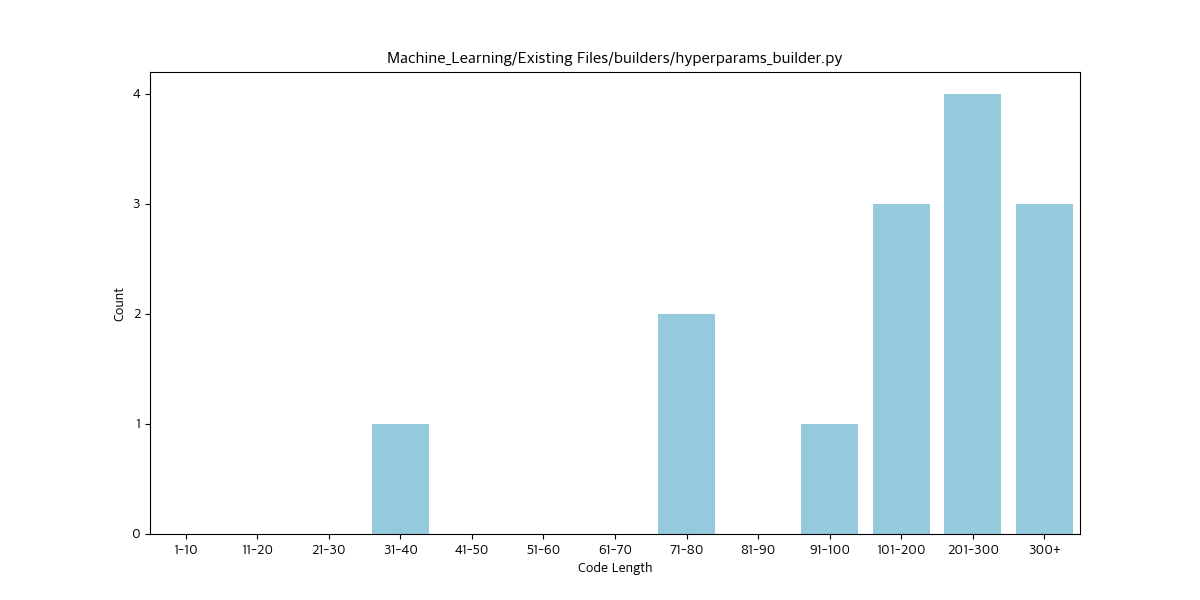 Machine_Learning/Existing Files/builders/hyperparams_builder.py
4
3
2
1
0
Count
1-10 11-20 21-30 31-40 41-50 51-60 61-70 71-80 81-90 91-100 101-200 201-300 300+
Code Length